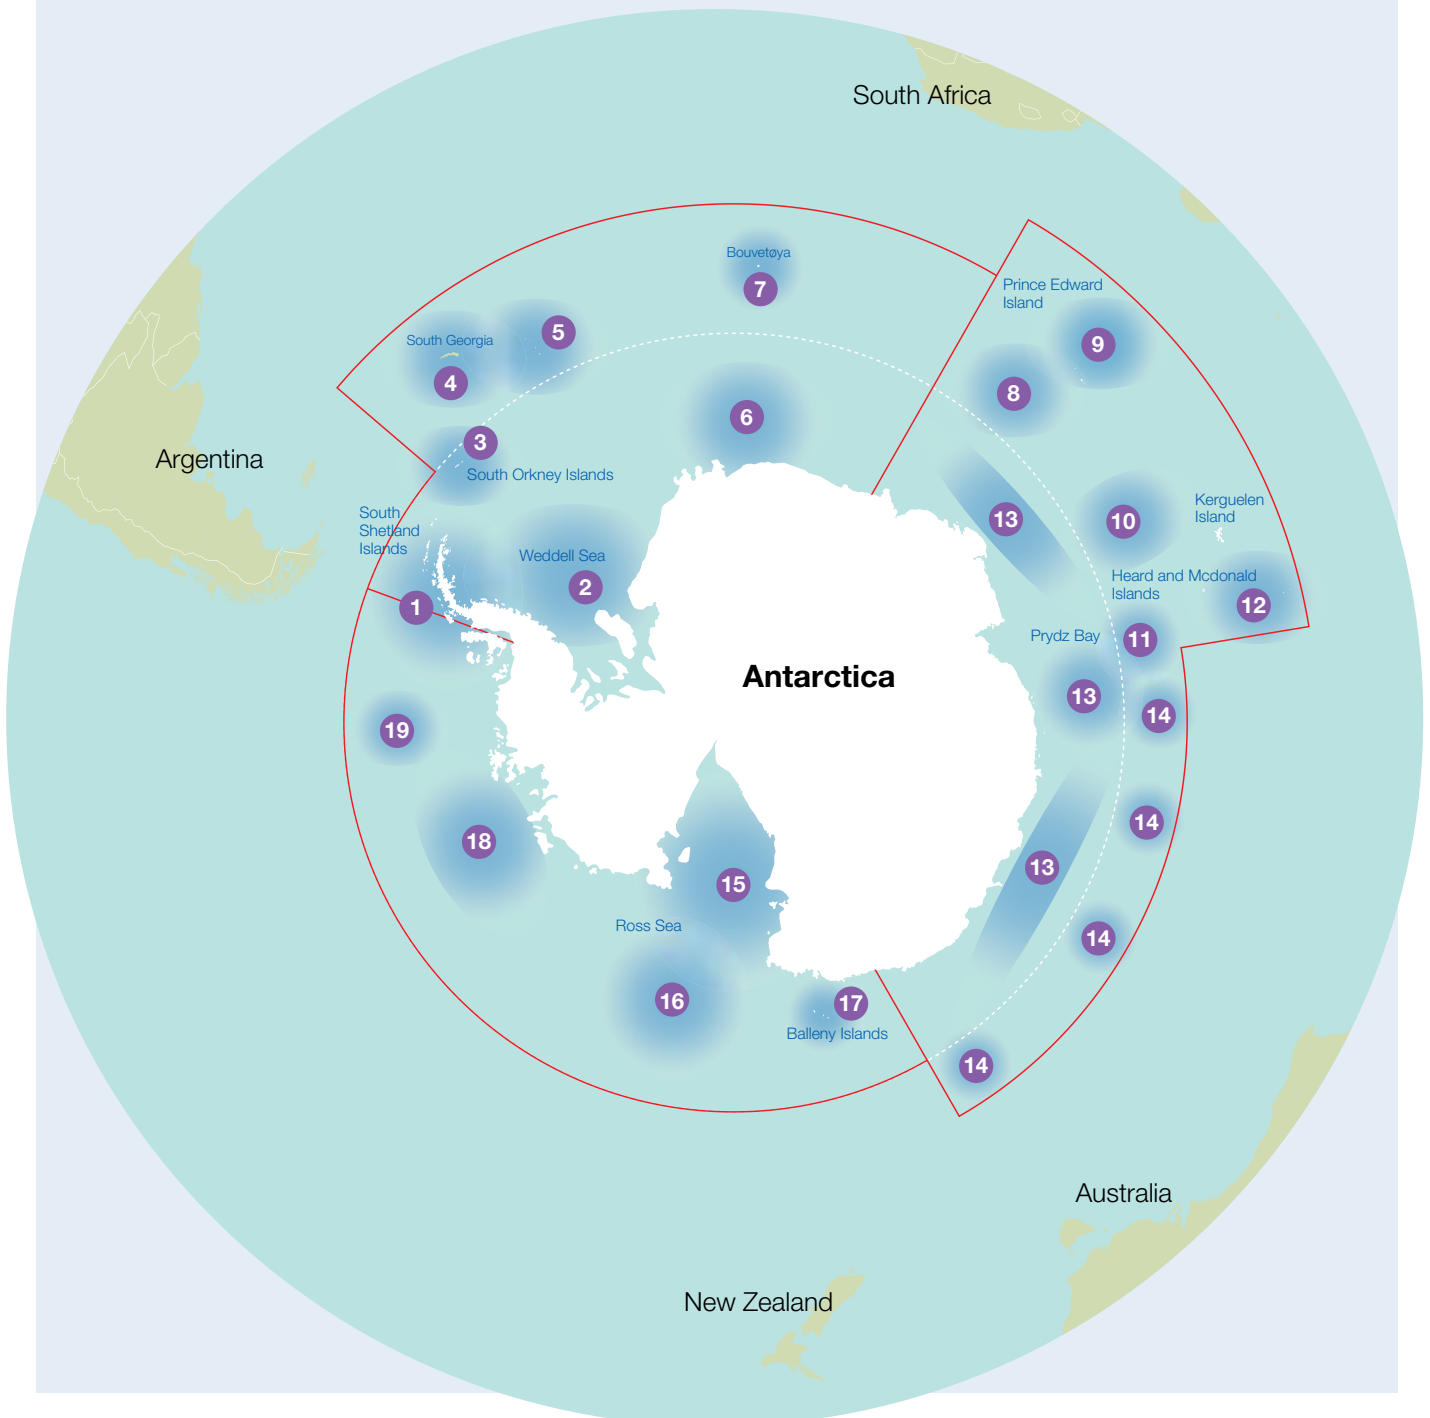 South Africa
Bouvetøya
7
Prince Edward
Island
5
South Georgia
9
4
8
6
3
Argentina
South Orkney Islands
South
Shetland
Islands
Kerguelen
Island
13
10
Weddell Sea
2
Heard and Mcdonald
Islands
1
12
Prydz Bay
11
Antarctica
13
14
19
14
18
13
15
Ross Sea
14
16
17
Balleny Islands
14
Australia
New Zealand